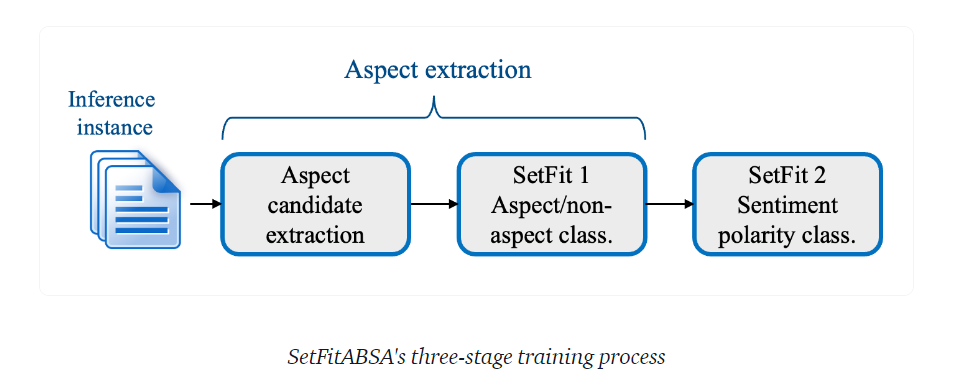 Aspect extraction
Inference
instance
Aspect
candidate
extraction
SetFit 1
Aspect/non-
aspect class.
SetFit 2
Sentiment
polarity class.
SetFitABSA's three-stage training process